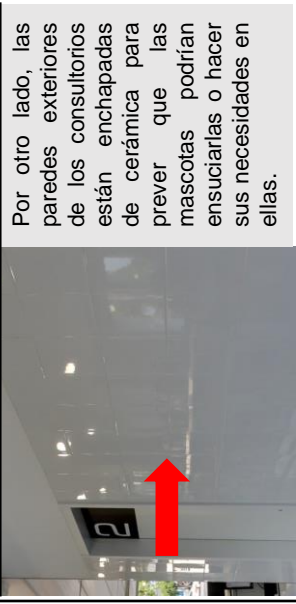 Por otro lado, las
paredes exteriores
de los consultorios
están enchapadas
de cerámica para
prever que las
mascotas podrían
ensuciarlas o hacer
sus necesidades en
ellas.
2